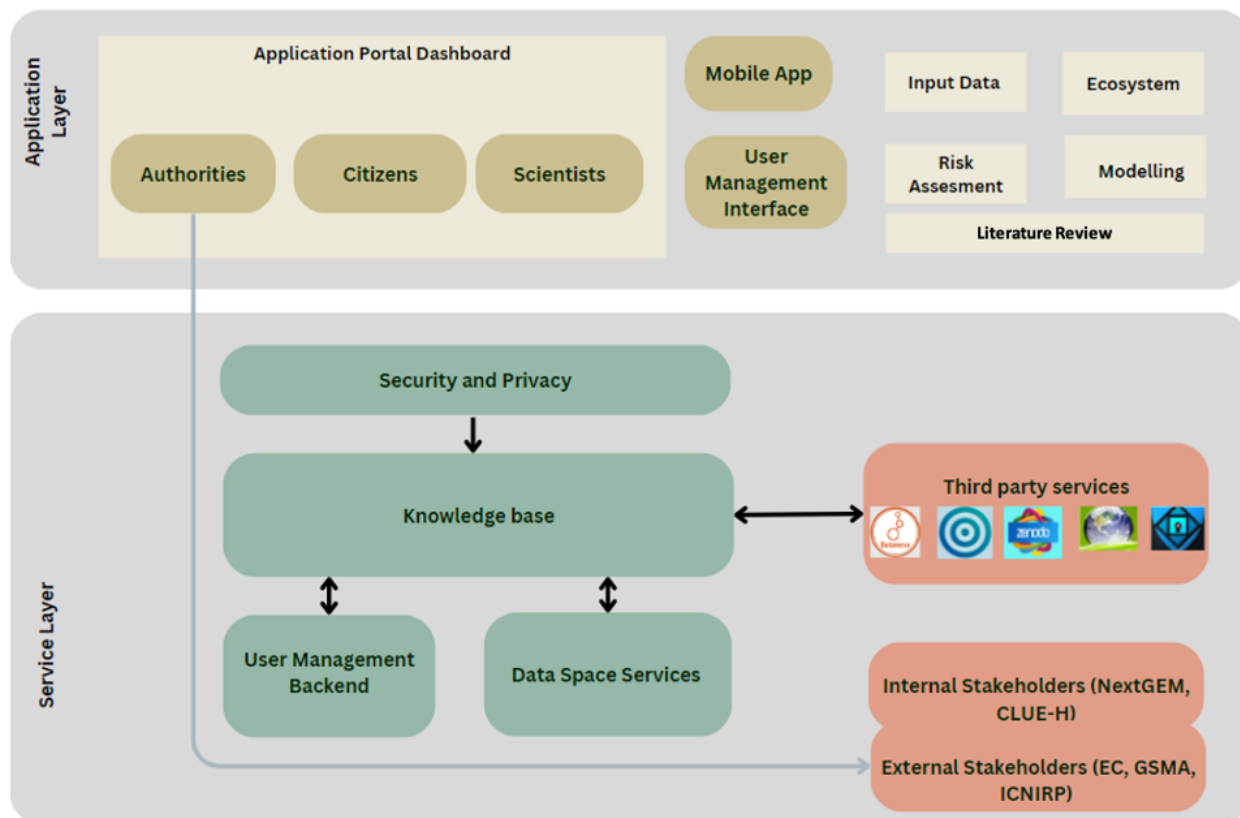 Application
Layer
Application Portal Dashboard
Authorities
Citizens
Scientists
Mobile App
User
Management
Interface
Input Data
Ecosystem
Risk
Assesment
Modelling
Literature Review
Service Layer
Security and Privacy
Knowledge base
Third party services
zenodo
User Management
Backend
Data Space Services
Internal Stakeholders (NextGEM,
CLUE-H)
External Stakeholders (EC, GSMA,
ICNIRP)